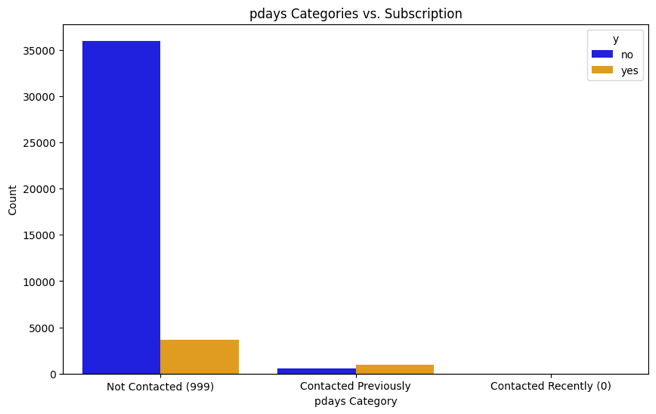 pdays Categories vs. Subscription
y
no
yes
35000
30000
25000
20000
15000
10000
5000
0
Count
Not Contacted (999)
Contacted Previously
Contacted Recently (0)
pdays Category